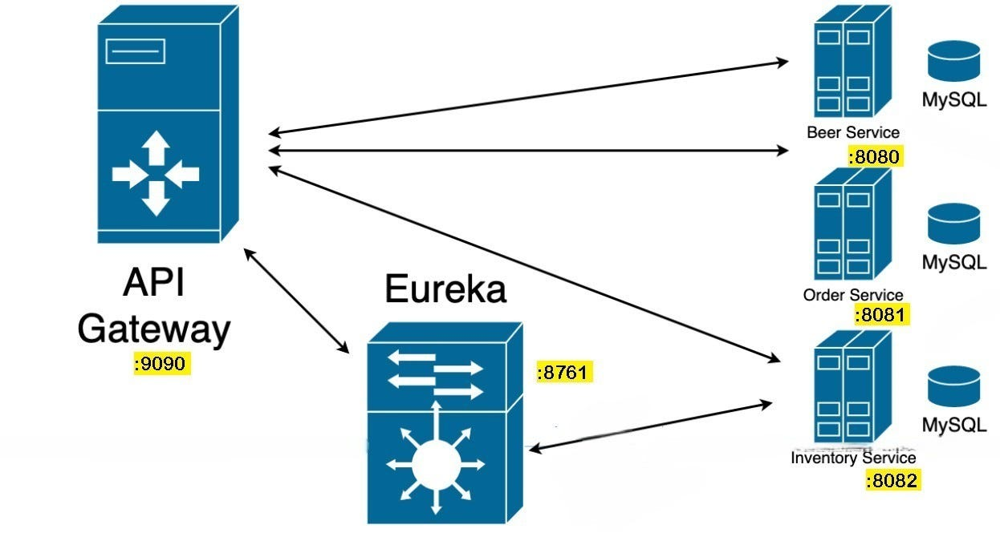 API
Gateway
:9090
Eureka
:8761
Beer Service
:8080
MySQL
Order Service
:8081
MySQL
Inventory Service
:8082
MySQL